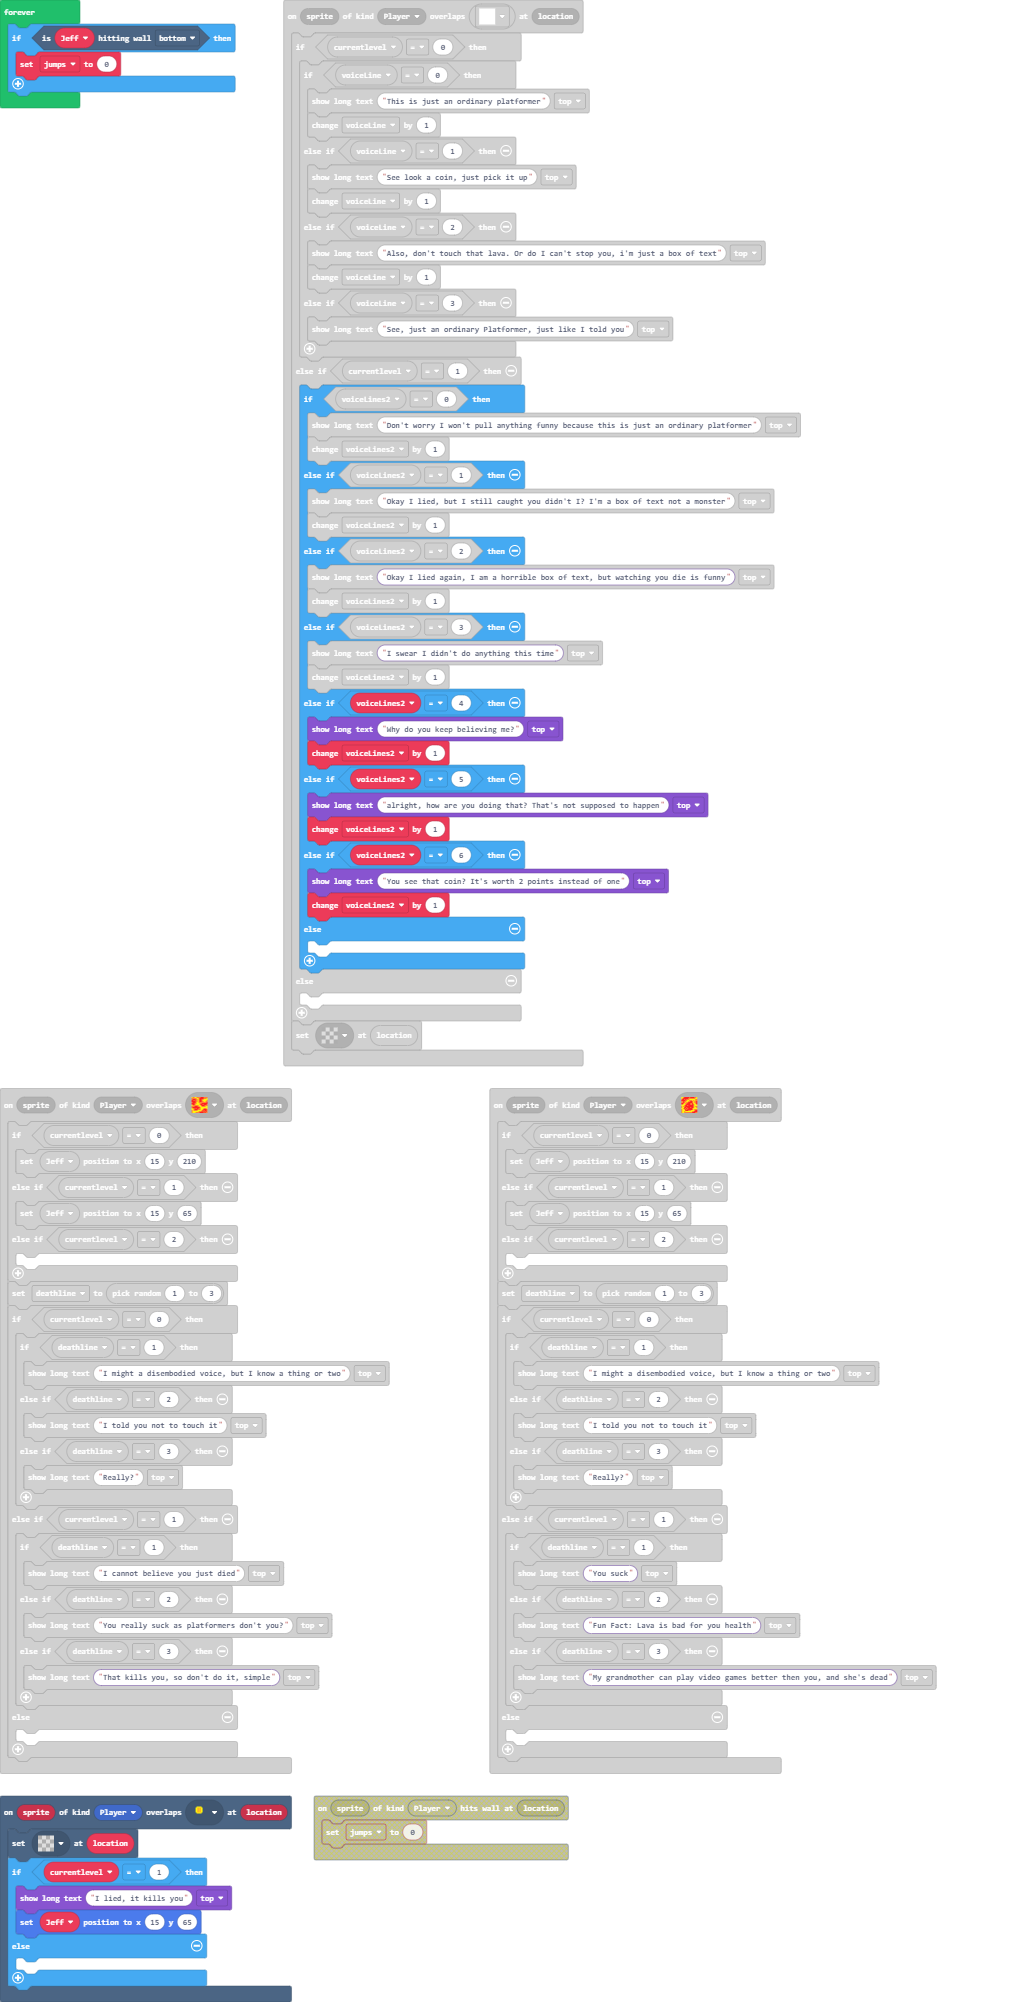 forever
if is Jeff hitting wall bottom then
set jumps to 0
on sprite of kind Player overlaps at location
if currentlevel = 0 then
if voiceLine = 0 then
show long text "This is just an ordinary platformer" top
change voiceLine by 1
else if voiceLine = 1 then
show long text "See look a coin, just pick it up" top
change voiceLine by 1
else if voiceLine = 2 then
show long text "Also, don't touch that lava. Or do I can't stop you, i'm just a box of text" top
change voiceLine by 1
else if voiceLine = 3 then
show long text "See, just an ordinary Platformer, just like I told you" top
else if currentlevel = 1 then
if voiceLines2 = 0 then
show long text "Don't worry I won't pull anything funny because this is just an ordinary platformer" top
change voiceLines2 by 1
else if voiceLines2 = 1 then
show long text "Okay I lied, but I still caught you didn't I? I'm a box of text not a monster" top
change voiceLines2 by 1
else if voiceLines2 = 2 then
show long text "Okay I lied again, I am a horrible box of text, but watching you die is funny" top
change voiceLines2 by 1
else if voiceLines2 = 3 then
show long text "I swear I didn't do anything this time" top
change voiceLines2 by 1
else if voiceLines2 = 4 then
show long text "Why do you keep believing me?" top
change voiceLines2 by 1
else if voiceLines2 = 5 then
show long text "alright, how are you doing that? That's not supposed to happen" top
change voiceLines2 by 1
else if voiceLines2 = 6 then
show long text "You see that coin? It's worth 2 points instead of one" top
change voiceLines2 by 1
else
else
set at location
on sprite of kind Player overlaps at location
if currentlevel = 0 then
set Jeff position to x 15 y 210
else if currentlevel = 1 then
set Jeff position to x 15 y 65
else if currentlevel = 2 then
set deathline to pick random 1 to 3
if currentlevel = 0 then
if deathline = 1 then
show long text "I might a disembodied voice, but I know a thing or two" top
else if deathline = 2 then
show long text "I told you not to touch it" top
else if deathline = 3 then
show long text "Really?" top
else if currentlevel = 1 then
if deathline = 1 then
show long text "I cannot believe you just died" top
else if deathline = 2 then
show long text "You really suck as platformers don't you?" top
else if deathline = 3 then
show long text "That kills you, so don't do it, simple" top
else
on sprite of kind Player overlaps at location
if currentlevel = 0 then
set Jeff position to x 15 y 210
else if currentlevel = 1 then
set Jeff position to x 15 y 65
else if currentlevel = 2 then
set deathline to pick random 1 to 3
if currentlevel = 0 then
if deathline = 1 then
show long text "I might a disembodied voice, but I know a thing or two" top
else if deathline = 2 then
show long text "I told you not to touch it" top
else if deathline = 3 then
show long text "Really?" top
else if currentlevel = 1 then
if deathline = 1 then
show long text "You suck" top
else if deathline = 2 then
show long text "Fun Fact: Lava is bad for you health" top
else if deathline = 3 then
show long text "My grandmother can play video games better then you, and she's dead" top
else
on sprite of kind Player overlaps at location
set at location
if currentlevel = 1 then
show long text "I lied, it kills you" top
set Jeff position to x 15 y 65
else
on sprite of kind Player hits wall at location
set jumps to 0